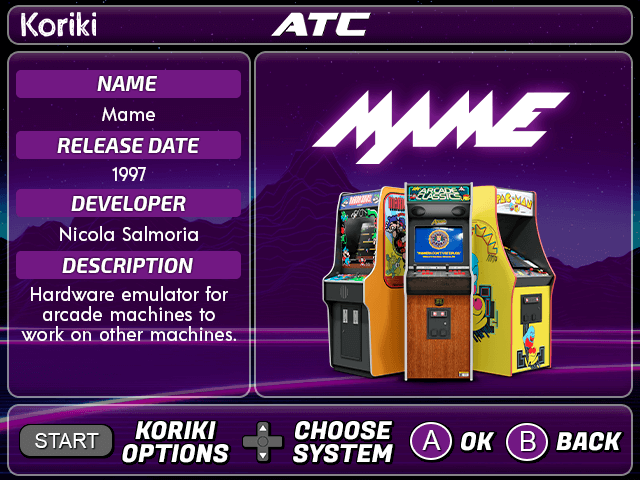 Koriki
ATC
NAME
Mame
RELEASE DATE
1997
DEVELOPER
Nicola Salmoria
DESCRIPTION
Hardware emulator for
arcade machines to
work on other machines.
MAME
ARCADE
CLASSICS
PAC-MAN
START
KORIKI
OPTIONS
CHOOSE
SYSTEM
A
OK
B
BACK